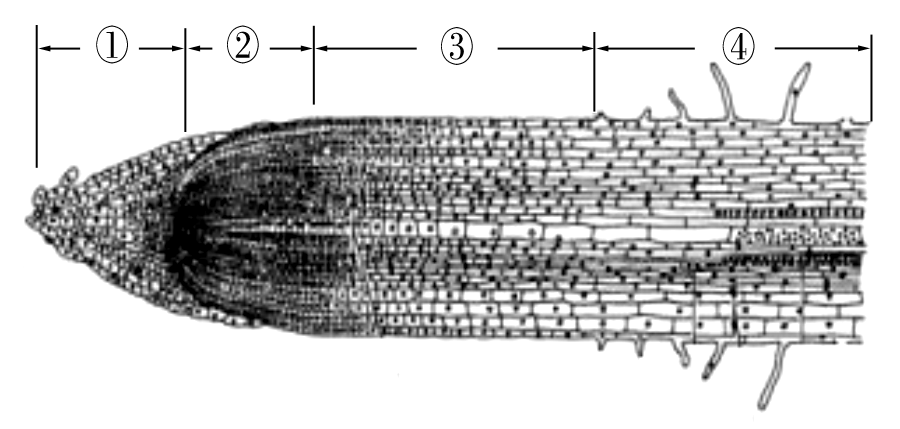 ① ② ③ ④